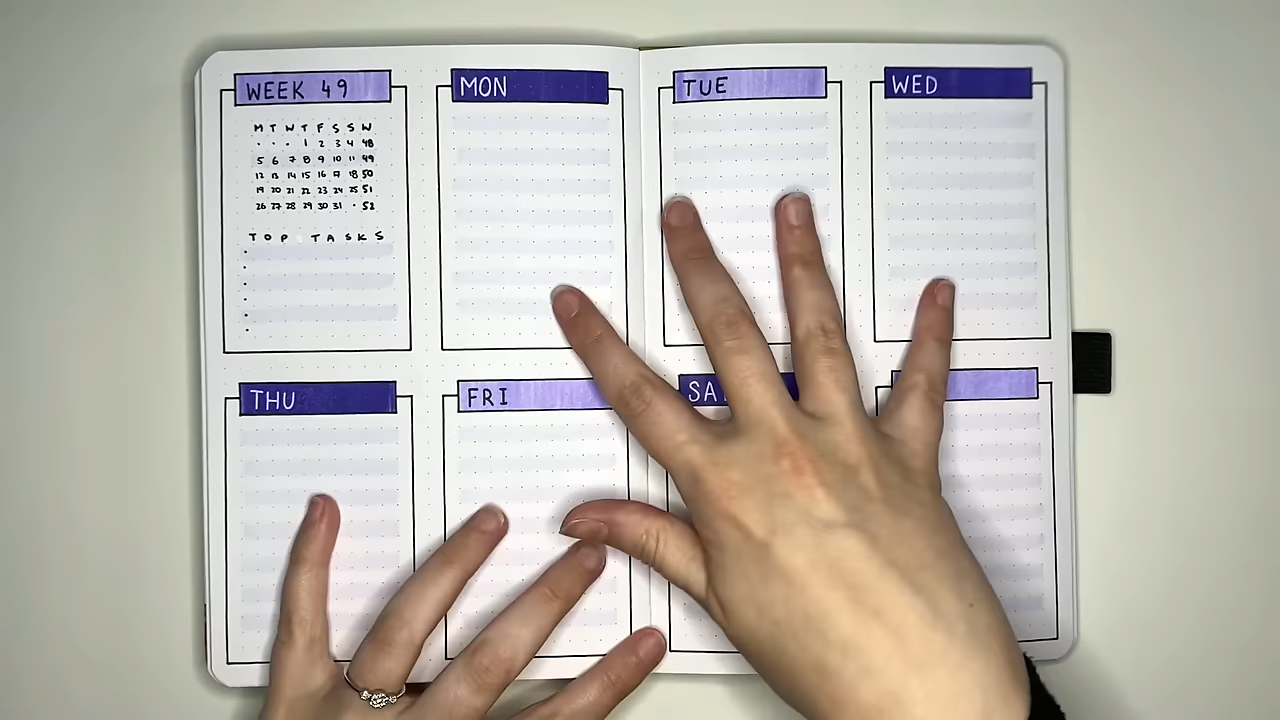 WEEK 49
M T W T F S S W
1 2 3 4 48
5 6 7 8 9 10 11 49
12 13 14 15 16 17 18 50
19 20 21 22 23 24 25 51
26 27 28 29 30 31 52
TOP TASKS
MON
TUE
WED
THU
FRI
SA